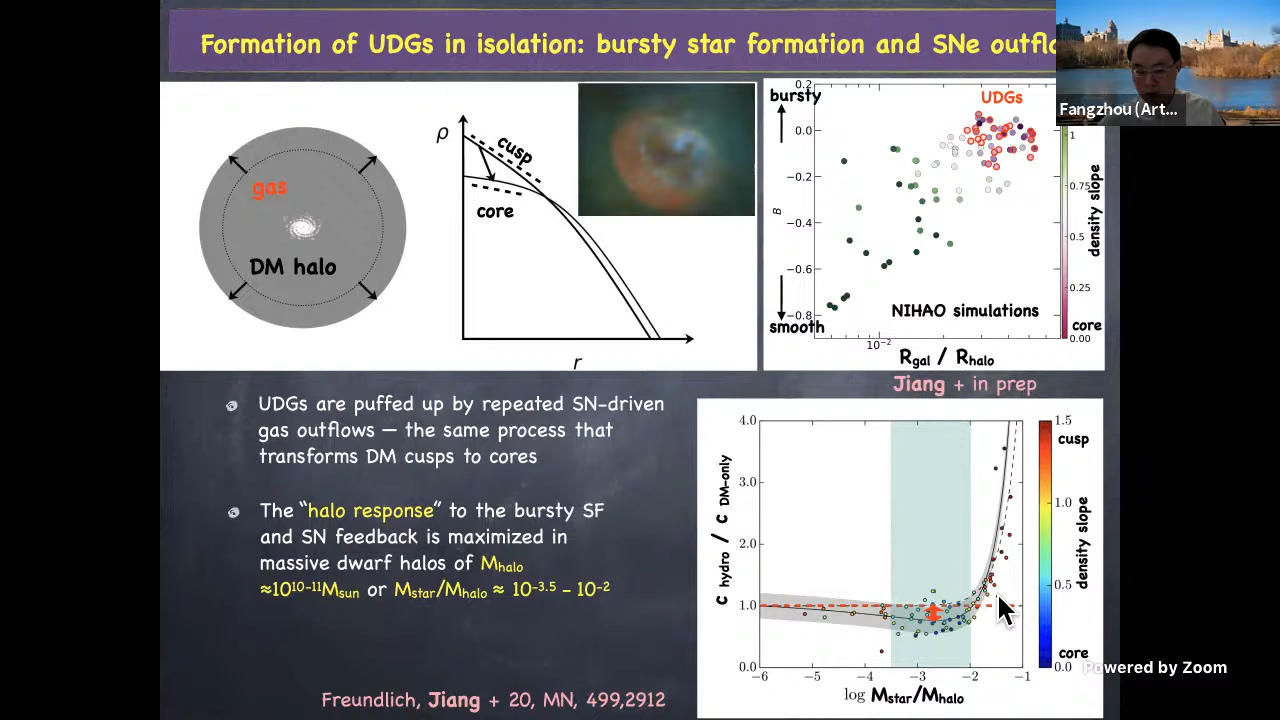 Formation of UDGs in isolation: bursty star formation and SNe outflo
Fangzhou (Art...
gas
DM halo
ρ
cusp
core
r
0.2
bursty
0.0
−0.2
−0.4
−0.6
−0.8
smooth
B
UDGs
NIHAO simulations
10⁻²
R_gal / R_halo
1
0.75
0.5
0.25
0.00
core
density slope
Jiang + in prep
UDGs are puffed up by repeated SN-driven
gas outflows — the same process that
transforms DM cusps to cores
The “halo response” to the bursty SF
and SN feedback is maximized in
massive dwarf halos of M_halo
≈10¹⁰⁻¹¹M_sun or M_star/M_halo ≈ 10⁻³·⁵ – 10⁻²
Freundlich, Jiang + 20, MN, 499,2912
4.0
3.0
2.0
1.0
0.0
c hydro / c DM-only
−6
−5
−4
−3
−2
−1
log M_star/M_halo
1.5
cusp
1.0
0.5
core
0.0
density slope
Powered by Zoom